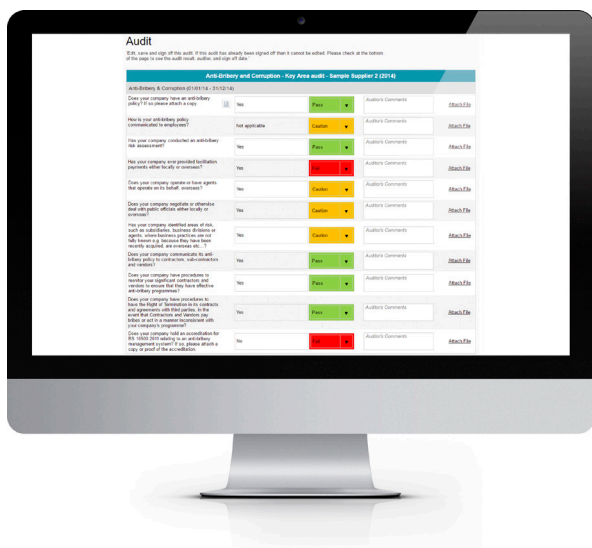 Audit
'Edit, save and sign off this audit. If this audit has already been signed off then it cannot be edited. Please check at the bottom
of the page to see the audit result, auditor, and sign off date.'
Anti-Bribery and Corruption - Key Area audit - Sample Supplier 2 (2014)
Anti-Bribery & Corruption (01/01/14 - 31/12/14)
Does your company have an anti-bribery
policy? If so please attach a copy.
Yes
Pass
Auditor's Comments
Attach File
How is your anti-bribery policy
communicated to employees?
Not applicable
Caution
Auditor's Comments
Attach File
Has your company conducted an anti-bribery
risk assessment?
Yes
Pass
Auditor's Comments
Attach File
Has your company ever provided facilitation
payments either locally or overseas?
Yes
Fail
Auditor's Comments
Attach File
Does your company operate or have agents
that operate on its behalf, overseas?
Yes
Caution
Auditor's Comments
Attach File
Does your company negotiate or otherwise
deal with public officials either locally or
overseas?
Yes
Caution
Auditor's Comments
Attach File
Has your company identified areas of risk,
such as subsidiaries, business divisions or
agents, where business practices are not
fully known e.g. because they have been
recently acquired, are overseas etc...?
Yes
Caution
Auditor's Comments
Attach File
Does your company communicate its anti-
bribery policy to contractors, sub-contractors
and vendors?
Yes
Pass
Auditor's Comments
Attach File
Does your company have procedures to
monitor your significant contractors and
vendors to ensure that they have effective
anti-bribery programmes?
Yes
Pass
Auditor's Comments
Attach File
Does your company have procedures to
have the Right of Termination in its contracts
and agreements with third parties, in the
event that Contractors and Vendors pay
bribes or act in a manner inconsistent with
your company's programme?
Yes
Pass
Auditor's Comments
Attach File
Does your company hold an accreditation for
BS 10500:2010 relating to an anti-bribery
management system? If so, please attach a
copy or proof of the accreditation.
No
Fail
Auditor's Comments
Attach File